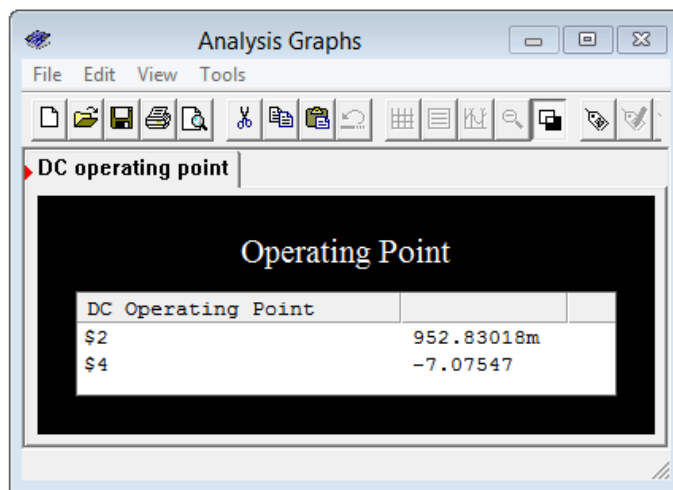 Analysis Graphs
File Edit View Tools
DC operating point
Operating Point
DC Operating Point
$2 952.83018m
$4 -7.07547